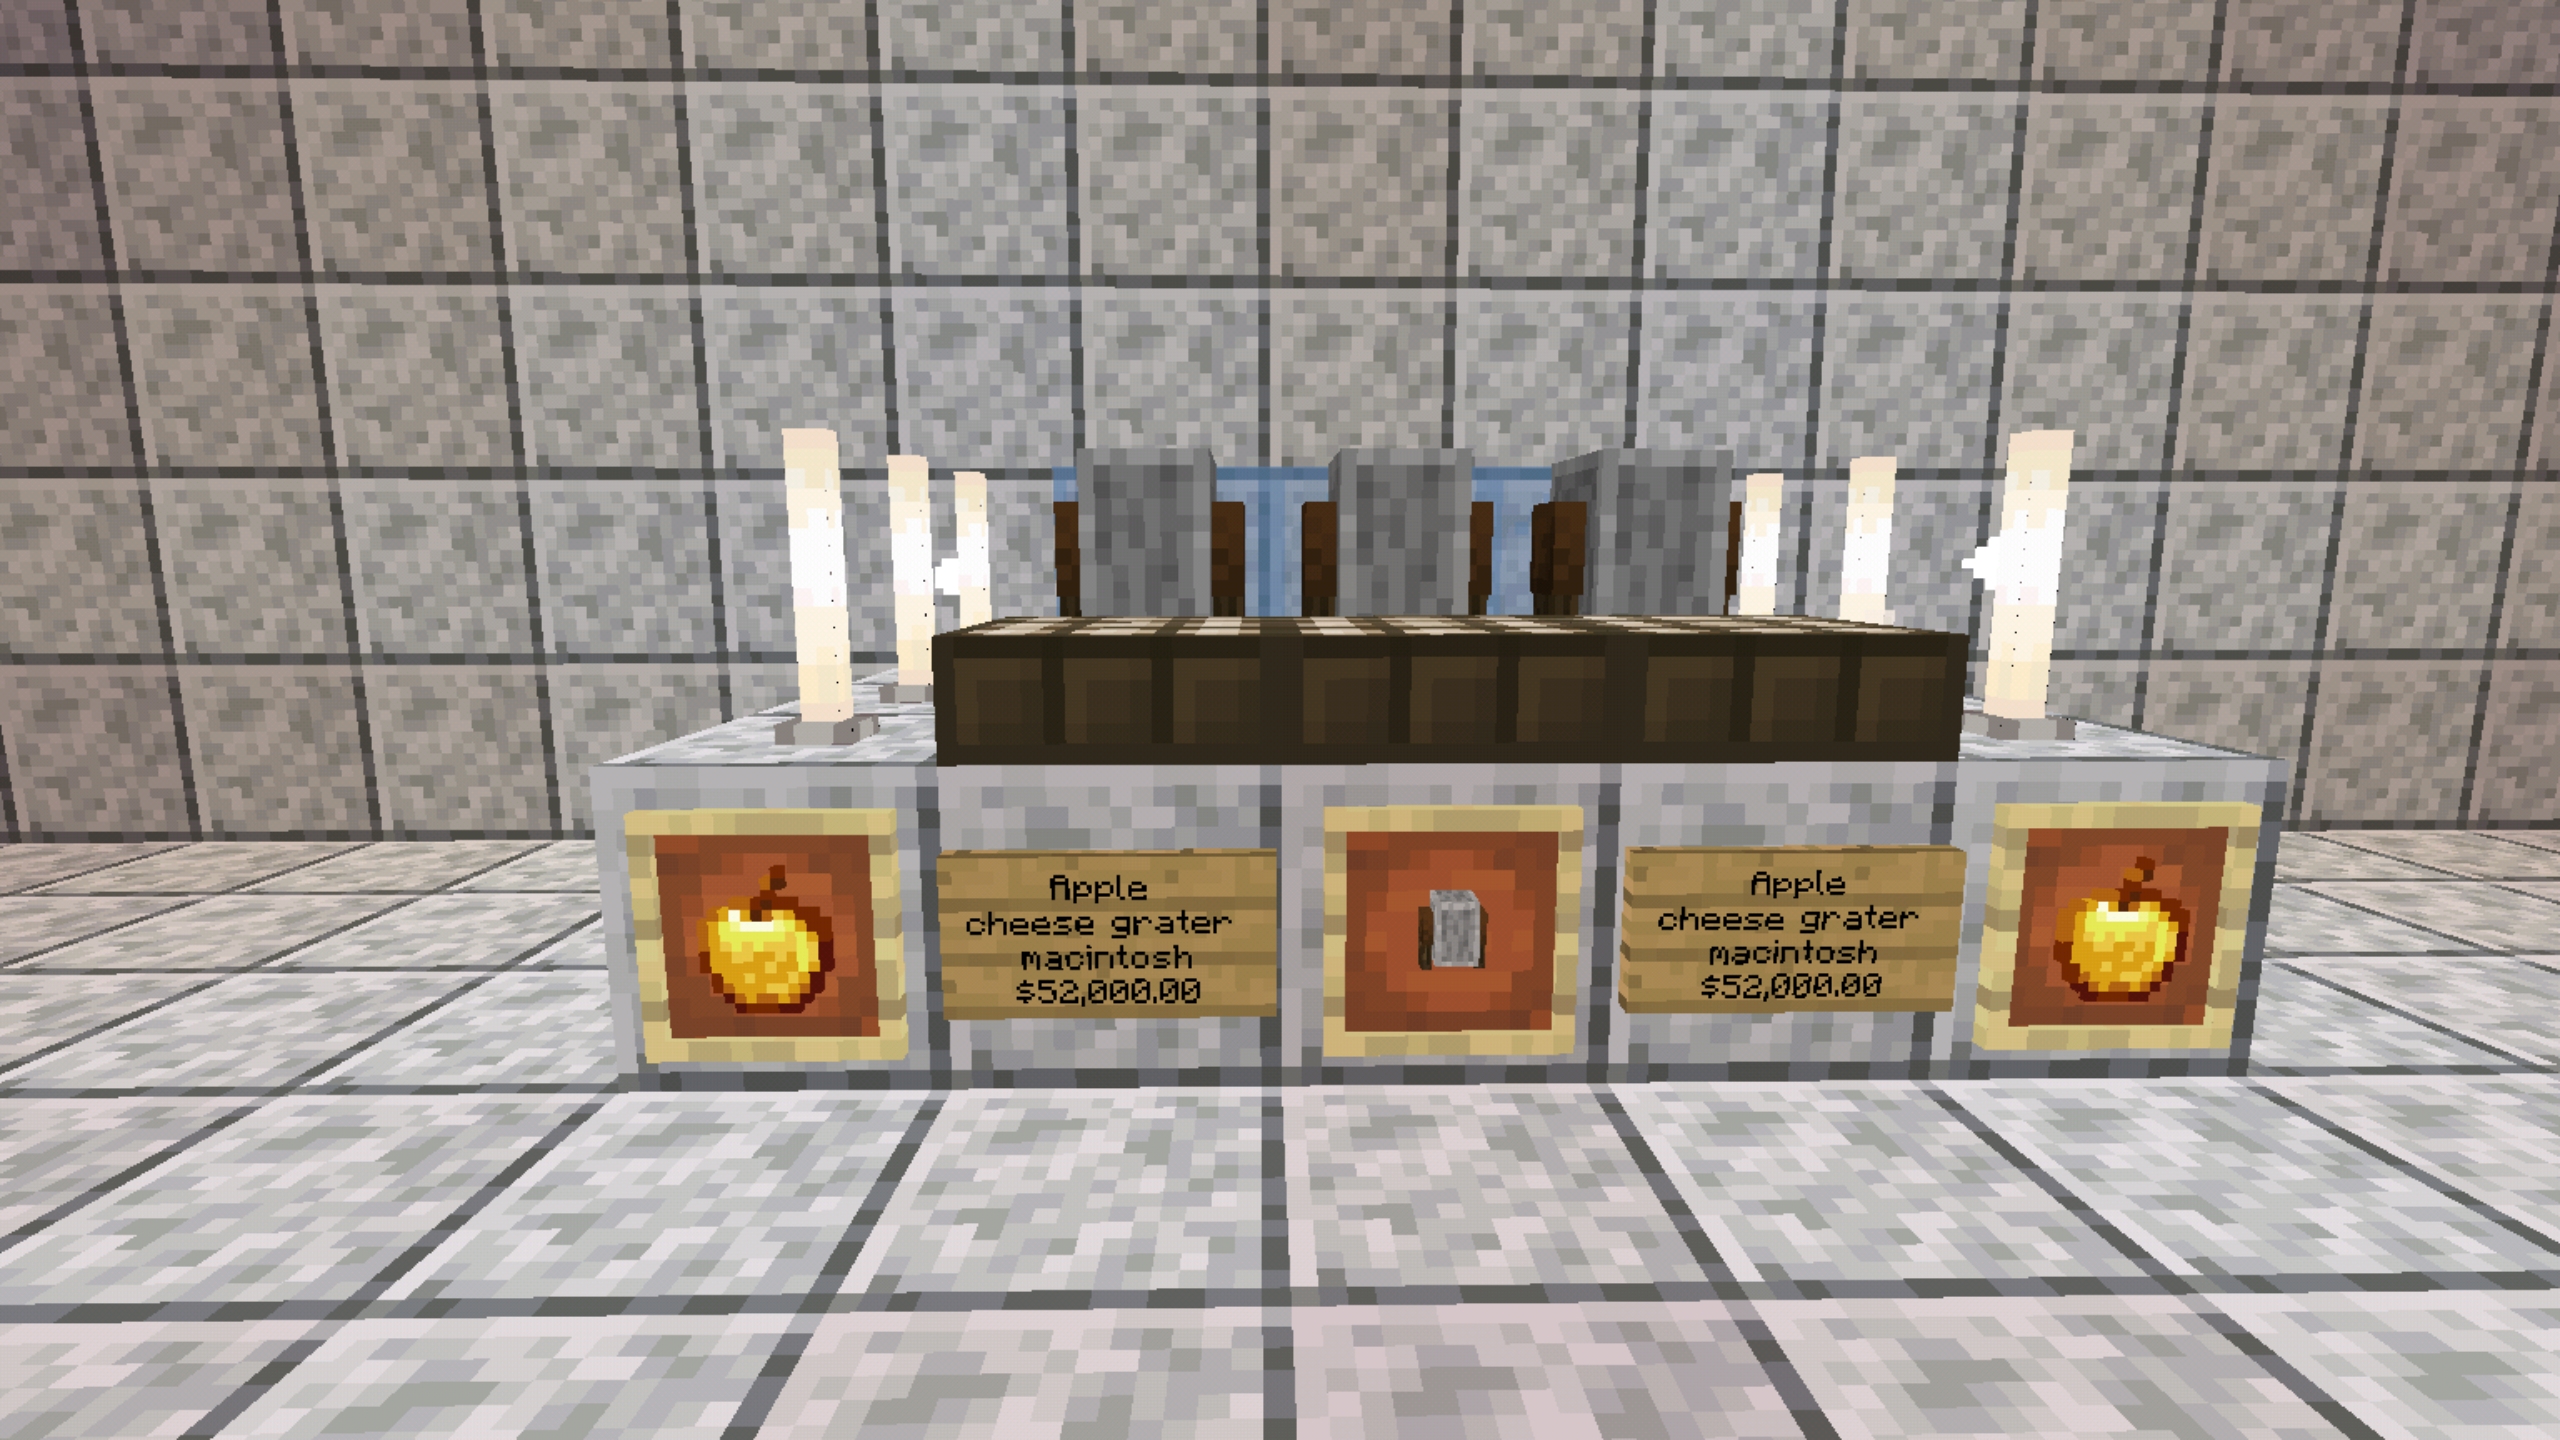 Apple
cheese grater
macintosh
$52,000.00
Apple
cheese grater
macintosh
$52,000.00